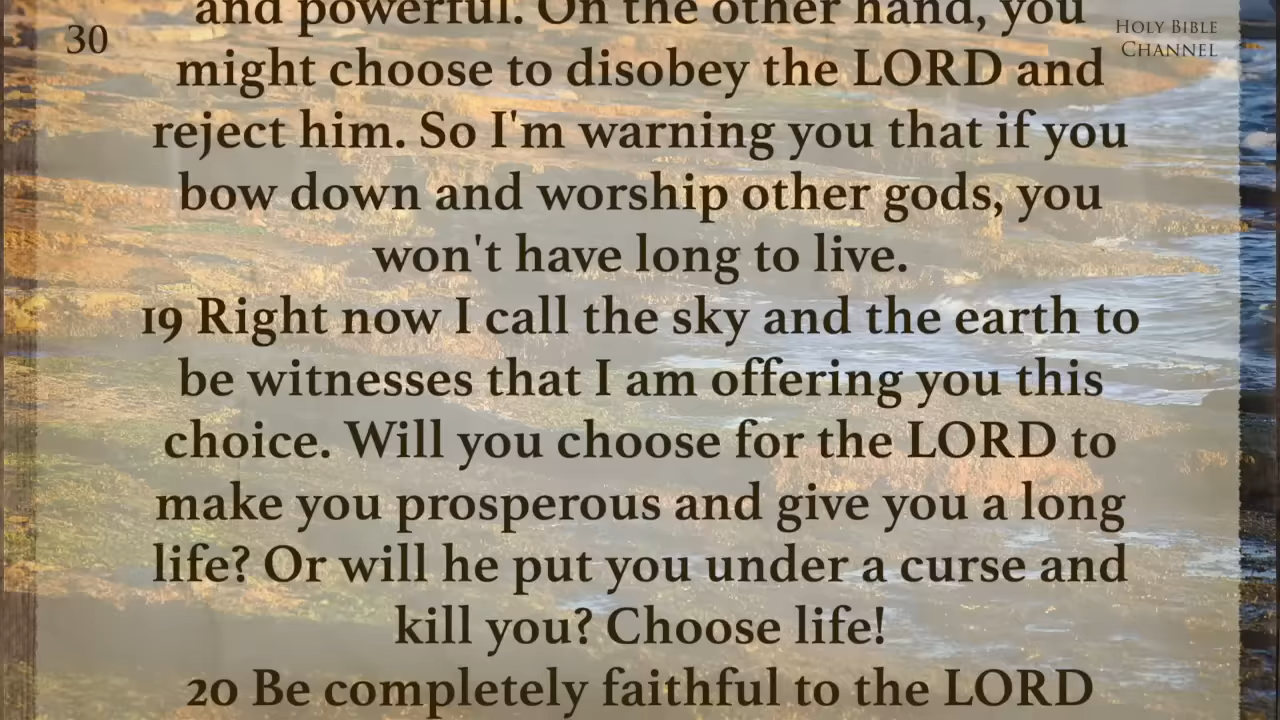 30
HOLY BIBLE
CHANNEL
and powerful. On the other hand, you
might choose to disobey the LORD and
reject him. So I'm warning you that if you
bow down and worship other gods, you
won't have long to live.
19 Right now I call the sky and the earth to
be witnesses that I am offering you this
choice. Will you choose for the LORD to
make you prosperous and give you a long
life? Or will he put you under a curse and
kill you? Choose life!
20 Be completely faithful to the LORD